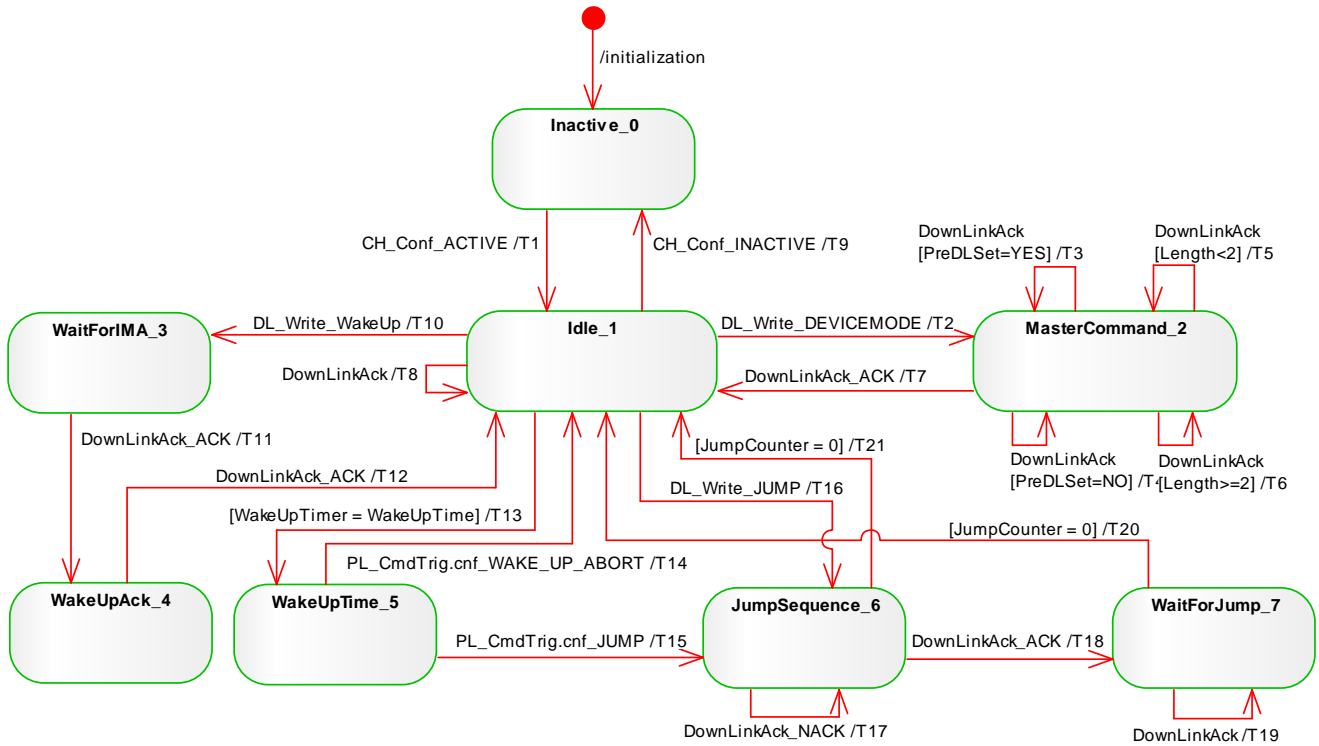 /initialization
Inactive_0
CH_Conf_ACTIVE /T1
CH_Conf_INACTIVE /T9
DownLinkAck
[PreDLSet=YES] /T3
DownLinkAck
[Length<2] /T5
WaitForIMA_3
DL_Write_WakeUp /T10
Idle_1
DL_Write_DEVICEMODE /T2
MasterCommand_2
DownLinkAck /T8
DownLinkAck_ACK /T7
DownLinkAck_ACK /T11
[JumpCounter = 0] /T21
DownLinkAck
[PreDLSet=NO] /T4
DownLinkAck
[Length>=2] /T6
DownLinkAck_ACK /T12
DL_Write_JUMP /T16
[WakeUpTimer = WakeUpTime] /T13
[JumpCounter = 0] /T20
PL_CmdTrig.cnf_WAKE_UP_ABORT /T14
WakeUpAck_4
WakeUpTime_5
JumpSequence_6
WaitForJump_7
PL_CmdTrig.cnf_JUMP /T15
DownLinkAck_ACK /T18
DownLinkAck_NACK /T17
DownLinkAck /T19